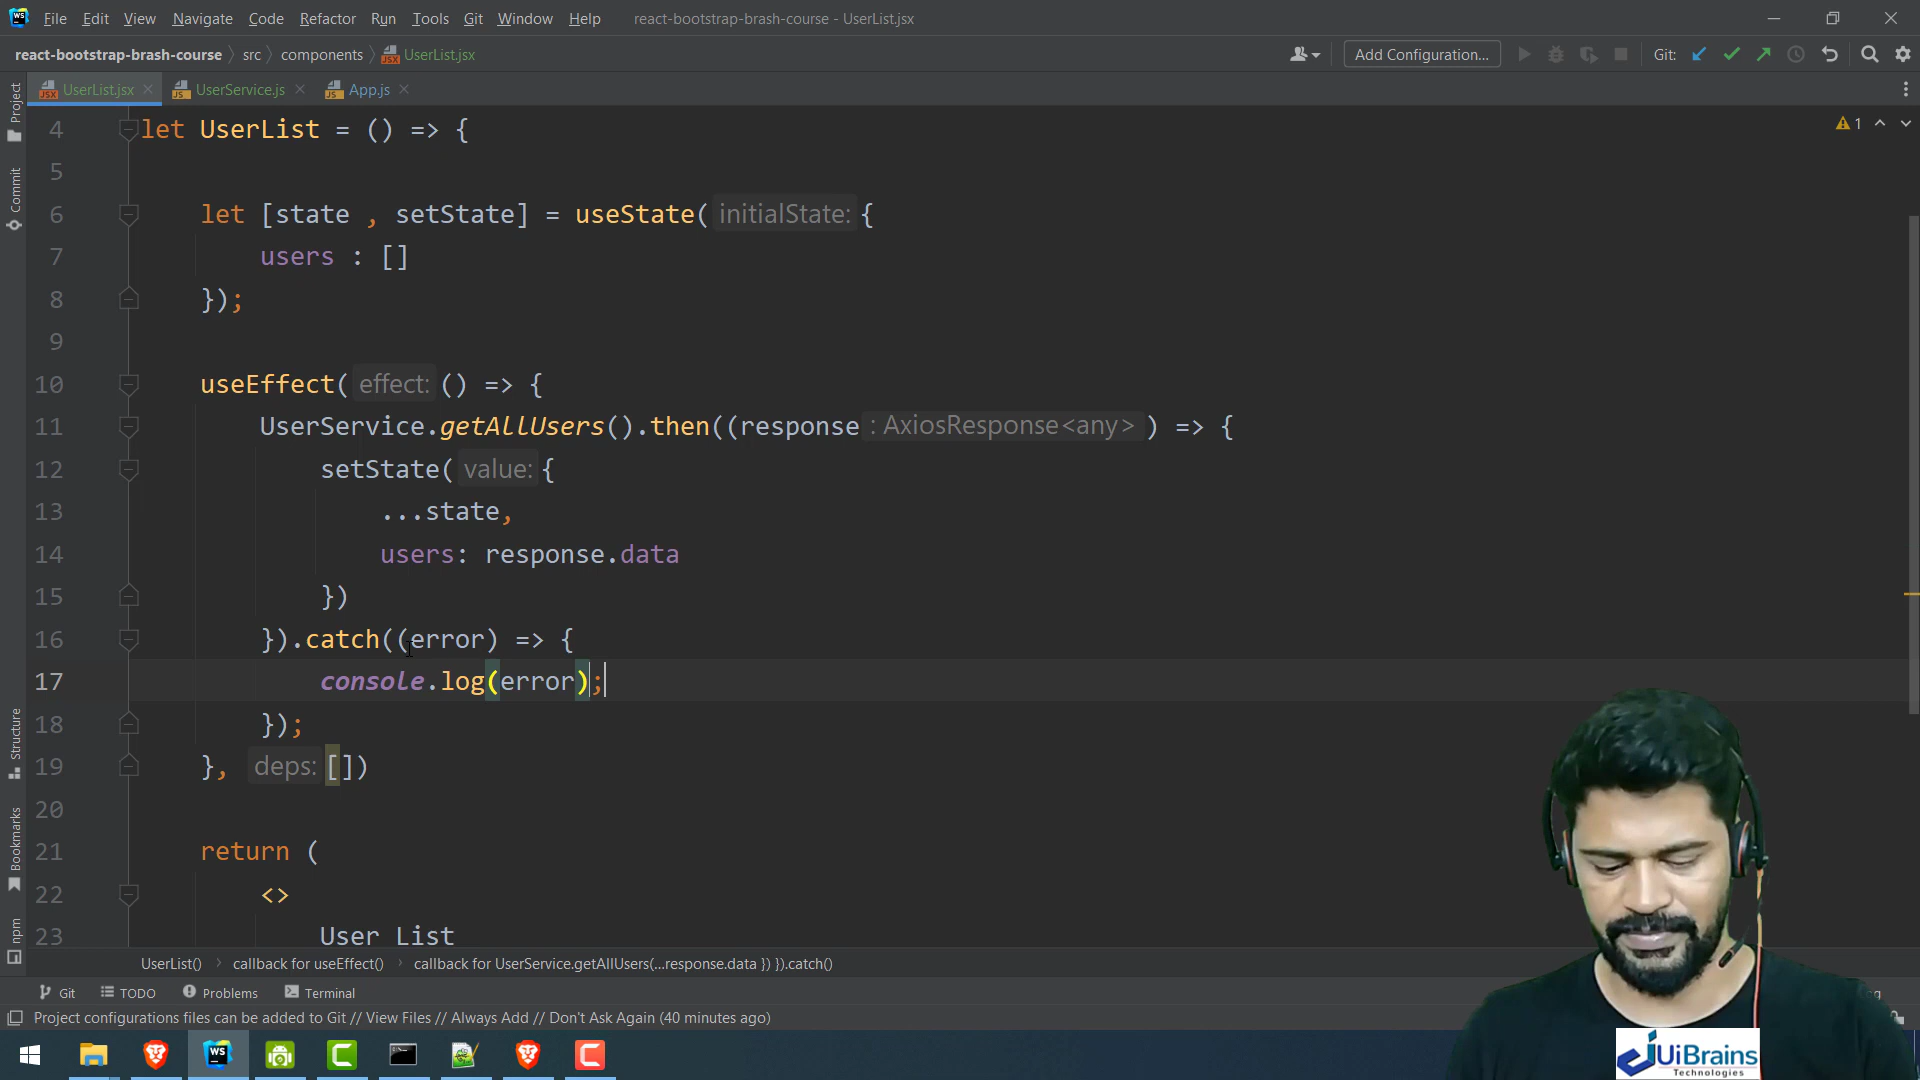 File Edit View Navigate Code Refactor Run Tools Git Window Help react-bootstrap-brash-course - UserList.jsx
react-bootstrap-brash-course src components UserList.jsx Add Configuration... Git:
UserList.jsx UserService.js App.js
Project
Commit
Structure
Bookmarks
npm
4 let UserList = () => {
5
6 let [state , setState] = useState( initialState: {
7 users : []
8 });
9
10 useEffect( effect: () => {
11 UserService.getAllUsers().then((response : AxiosResponse<any> ) => {
12 setState( value: {
13 ...state,
14 users: response.data
15 })
16 }).catch((error) => {
17 console.log(error);
18 });
19 }, deps: [])
20
21 return (
22 <>
23 User List
1
UserList() callback for useEffect() callback for UserService.getAllUsers(...response.data }) }).catch()
Git TODO Problems Terminal
Project configurations files can be added to Git // View Files // Always Add // Don't Ask Again (40 minutes ago)
UiBrains
Technologies